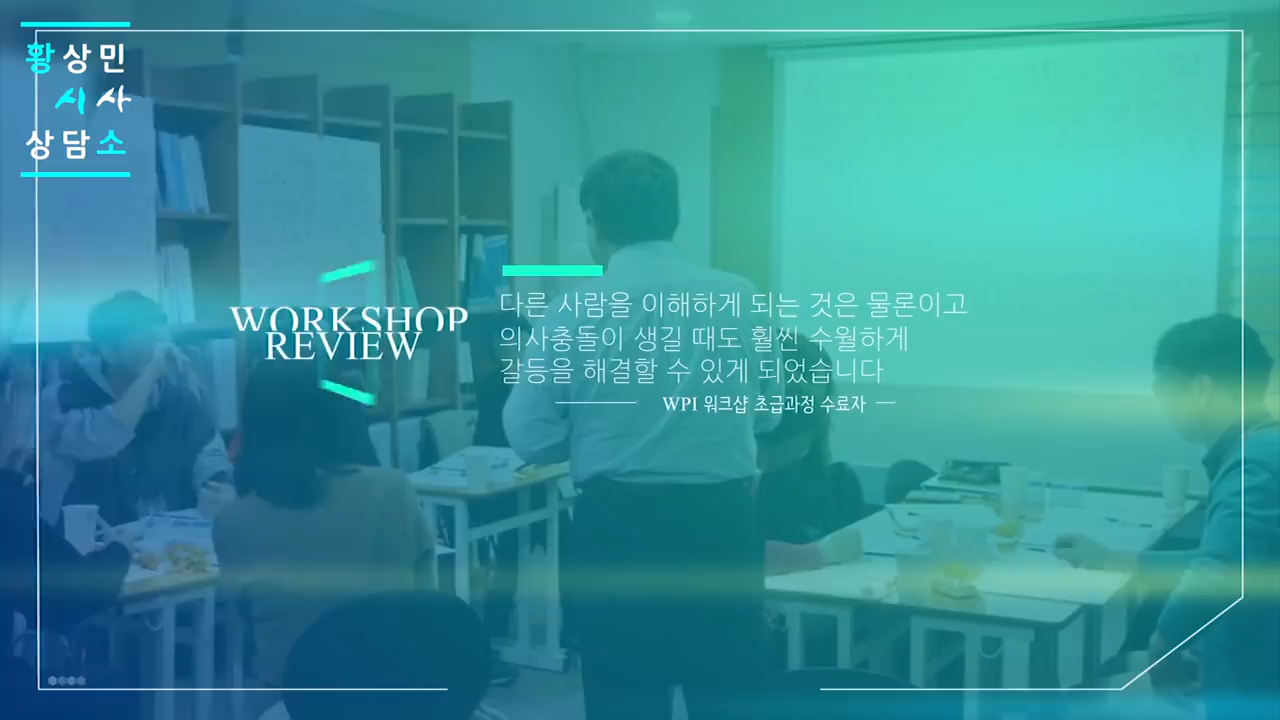 황상민
시사
상담소
WORKSHOP
REVIEW
다른 사람을 이해하게 되는 것은 물론이고
의사충돌이 생길 때도 훨씬 수월하게
갈등을 해결할 수 있게 되었습니다
WPI 워크샵 초급과정 수료자